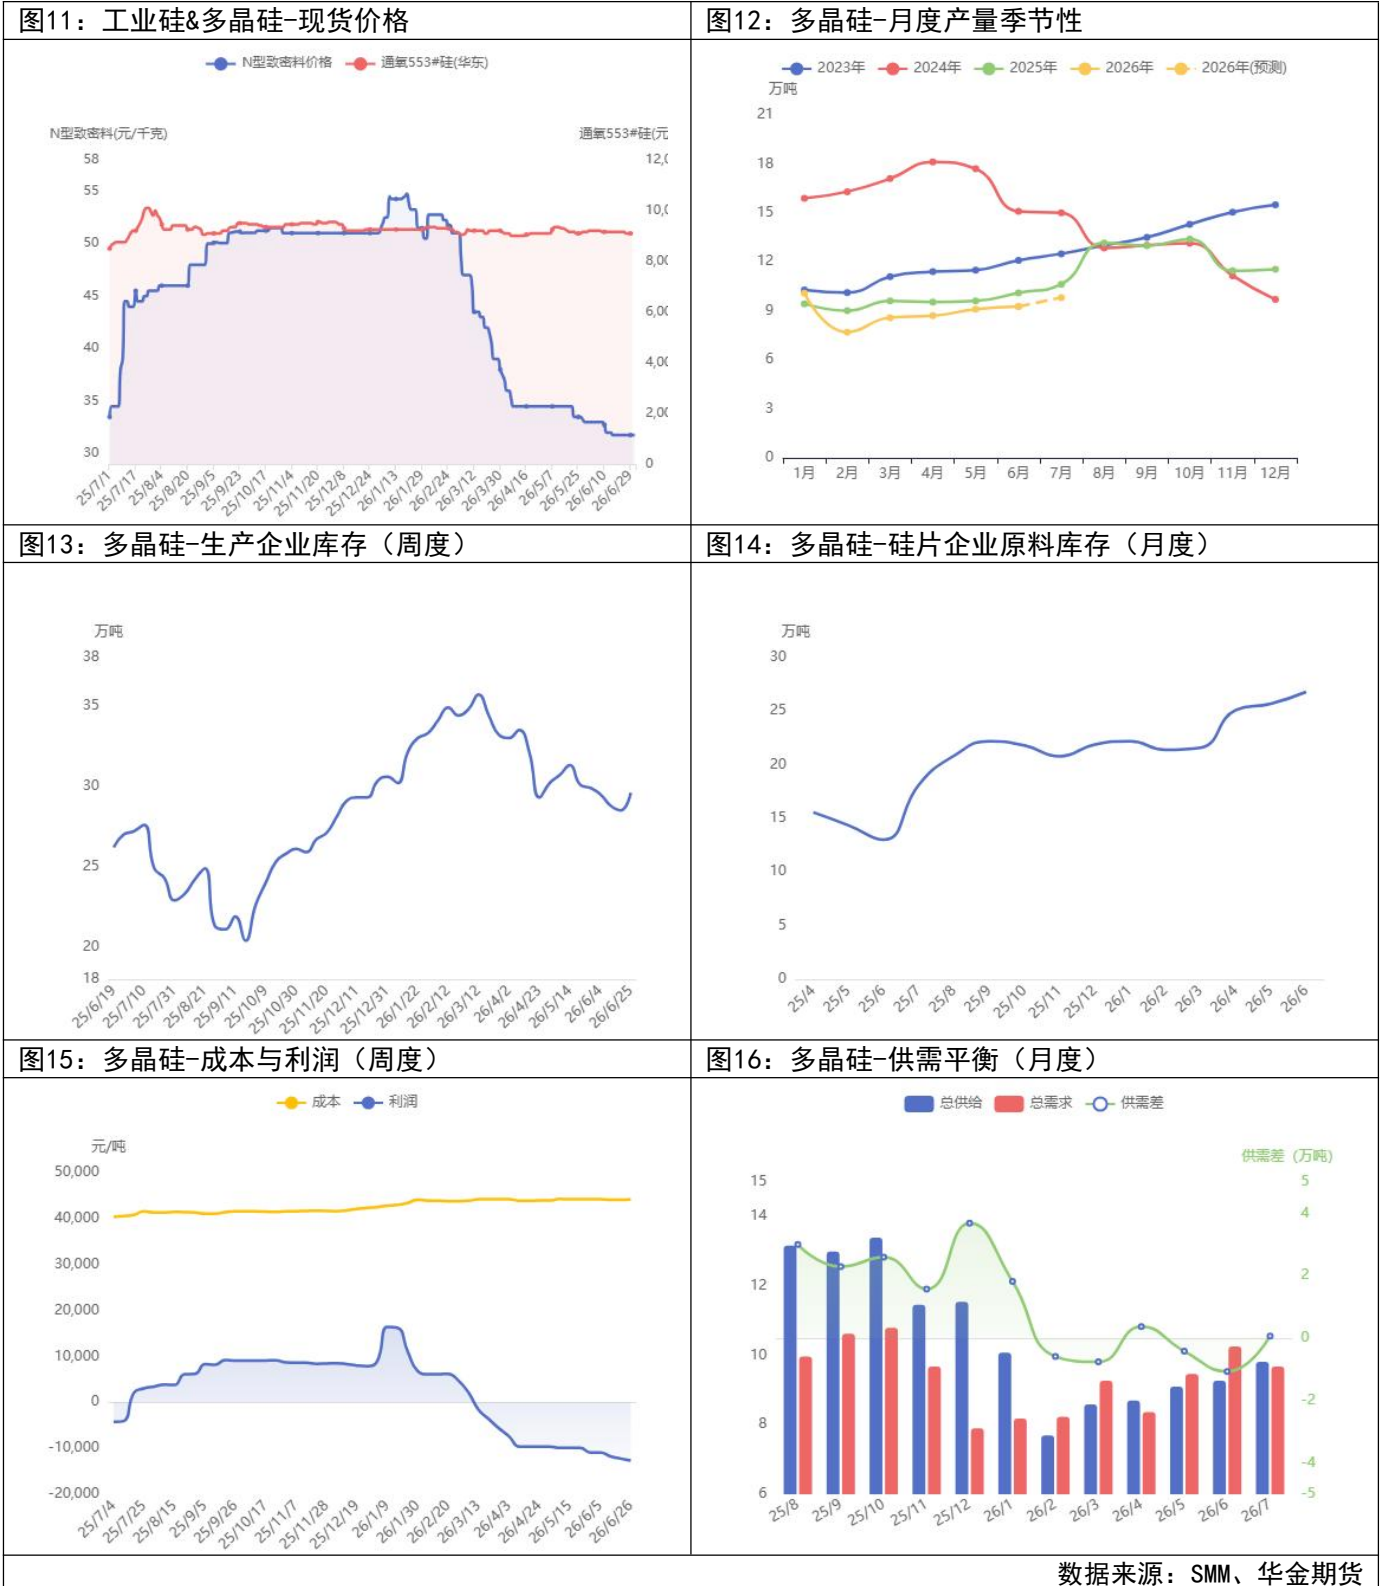 图11：工业硅&多晶硅-现货价格
N型致密料价格 通氧553#硅(华东)
N型致密料(元/千克) 通氧553#硅(元
58
55
50
45
40
35
30
12,0
10,0
8,00
6,00
4,00
2,00
0
25/7/1 25/7/17 25/8/4 25/8/20 25/9/5 25/9/23 25/10/17 25/11/4 25/11/20 25/12/8 25/12/24 26/1/13 26/1/29 26/2/24 26/3/12 26/3/30 26/4/16 26/5/7 26/5/25 26/6/10 26/6/29
图12：多晶硅-月度产量季节性
2023年 2024年 2025年 2026年 2026年(预测)
万吨
21
18
15
12
9
6
3
0
1月 2月 3月 4月 5月 6月 7月 8月 9月 10月 11月 12月
图13：多晶硅-生产企业库存（周度）
万吨
38
35
30
25
20
18
25/6/19 25/7/10 25/7/31 25/8/21 25/9/11 25/10/9 25/10/30 25/11/20 25/12/11 25/12/31 26/1/22 26/2/12 26/3/12 26/4/2 26/4/23 26/5/14 26/6/4 26/6/25
图14：多晶硅-硅片企业原料库存（月度）
万吨
30
25
20
15
10
5
0
25/4 25/5 25/6 25/7 25/8 25/9 25/10 25/11 25/12 26/1 26/2 26/3 26/4 26/5 26/6
图15：多晶硅-成本与利润（周度）
成本 利润
元/吨
50,000
40,000
30,000
20,000
10,000
0
-10,000
-20,000
25/7/4 25/7/25 25/8/15 25/9/5 25/9/26 25/10/17 25/11/7 25/11/28 25/12/19 26/1/9 26/1/30 26/2/20 26/3/13 26/4/3 26/4/24 26/5/15 26/6/5 26/6/26
图16：多晶硅-供需平衡（月度）
总供给 总需求 供需差
供需差 (万吨)
15
14
12
10
8
6
5
4
2
0
-2
-4
-5
25/8 25/9 25/10 25/11 25/12 26/1 26/2 26/3 26/4 26/5 26/6 26/7
数据来源：SMM、华金期货